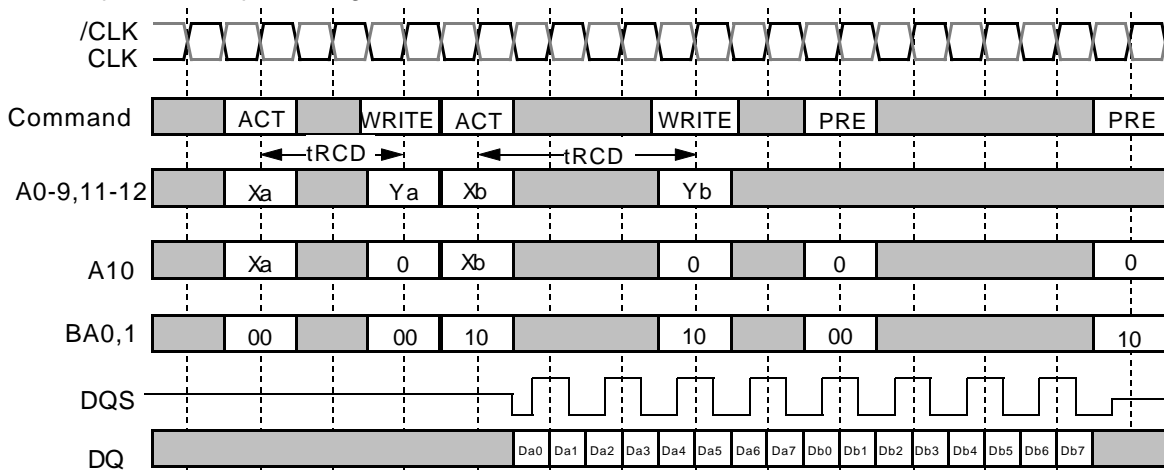 /CLK
CLK
Command ACT WRITE ACT WRITE PRE PRE
tRCD tRCD
A0-9,11-12 Xa Ya Xb Yb
A10 Xa 0 Xb 0 0 0
BA0,1 00 00 10 10 00 10
DQS
DQ Da0 Da1 Da2 Da3 Da4 Da5 Da6 Da7 Db0 Db1 Db2 Db3 Db4 Db5 Db6 Db7